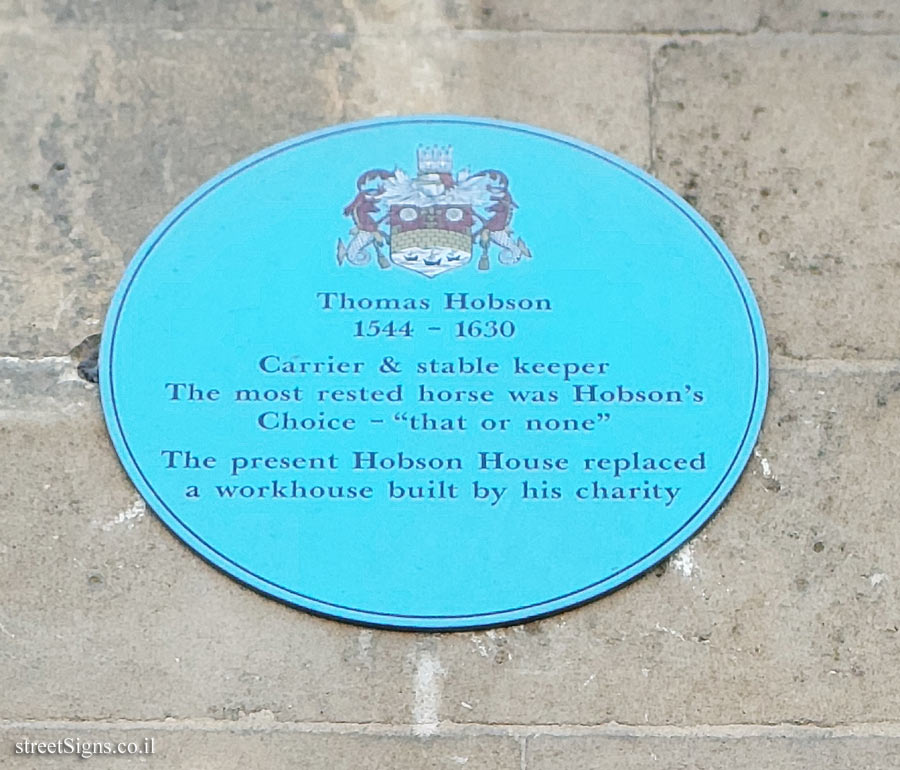 Thomas Hobson
1544 – 1630
Carrier & stable keeper
The most rested horse was Hobson's
Choice – "that or none"
The present Hobson House replaced
a workhouse built by his charity
streetSigns.co.il